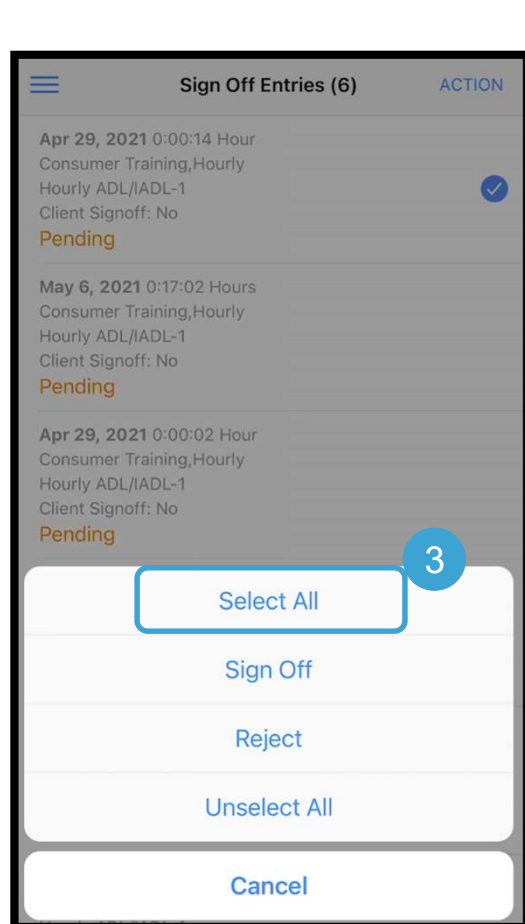 Sign Off Entries (6) ACTION
Apr 29, 2021 0:00:14 Hour
Consumer Training,Hourly
Hourly ADL/IADL-1
Client Signoff: No
Pending
May 6, 2021 0:17:02 Hours
Consumer Training,Hourly
Hourly ADL/IADL-1
Client Signoff: No
Pending
Apr 29, 2021 0:00:02 Hour
Consumer Training,Hourly
Hourly ADL/IADL-1
Client Signoff: No
Pending
3
Select All
Sign Off
Reject
Unselect All
Cancel